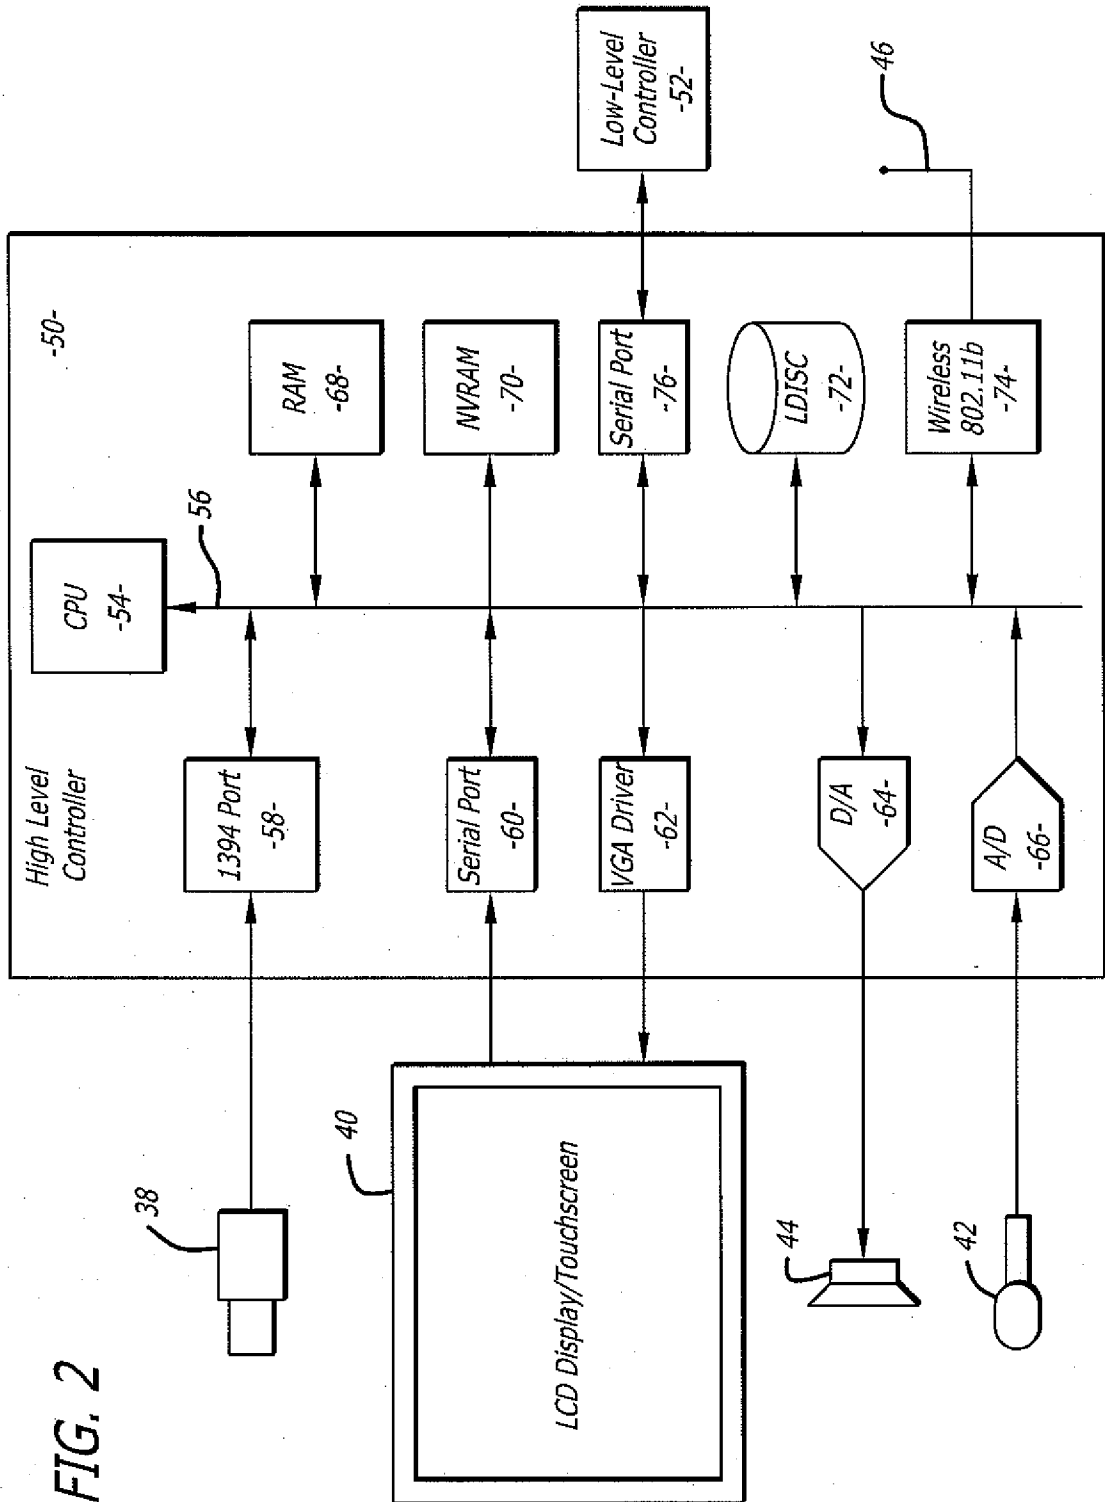 FIG. 2
High Level
Controller
-50-
CPU
-54-
56
38
1394 Port
-58-
RAM
-68-
40
LCD Display/Touchscreen
Serial Port
-60-
NVRAM
-70-
VGA Driver
-62-
Serial Port
-76-
Low-Level
Controller
-52-
44
D/A
-64-
LDISC
-72-
42
A/D
-66-
Wireless
802.11b
-74-
46